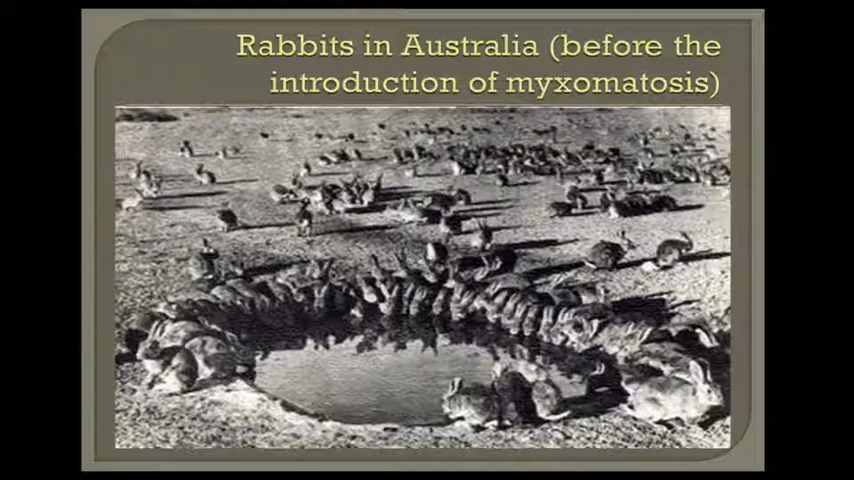 Rabbits in Australia (before the
introduction of myxomatosis)